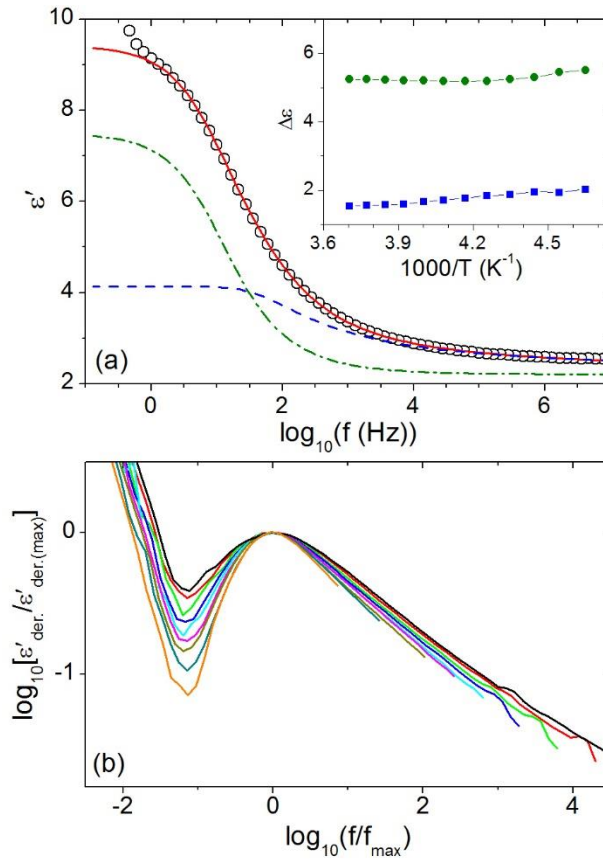 10
8
6
4
2
ε′
(a)
0
2
4
6
log10(f (Hz))
6
4
2
Δε
3.6
3.9
4.2
4.5
1000/T (K-1)
0
-1
log10[ε′der./ε′der.(max)]
(b)
-2
0
2
4
log10(f/fmax)